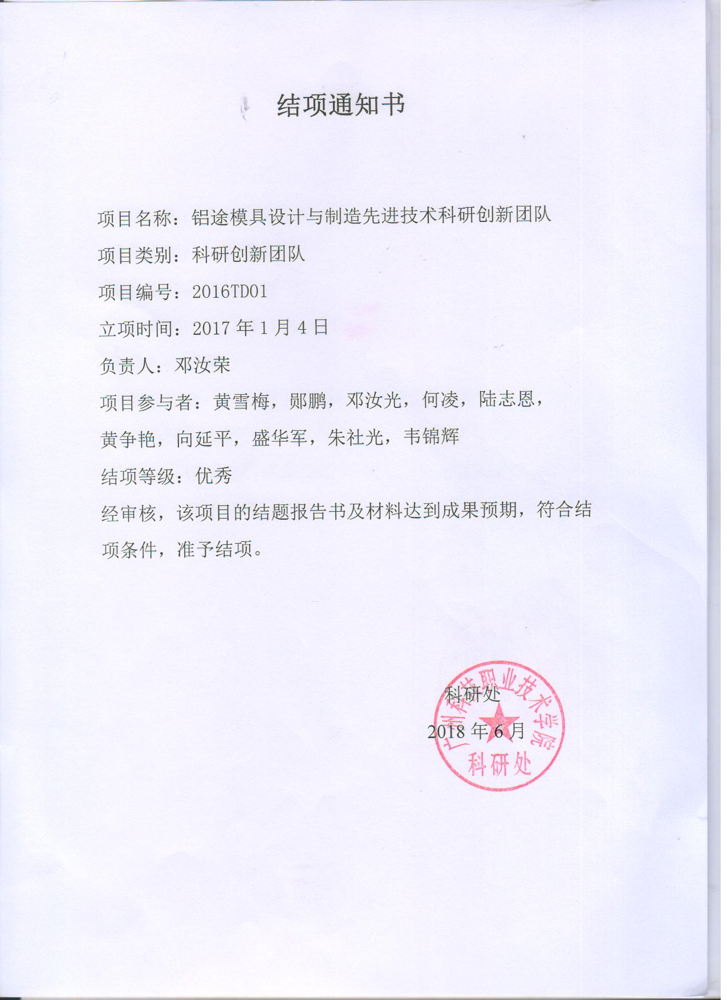 结项通知书
项目名称：铝途模具设计与制造先进技术科研创新团队
项目类别：科研创新团队
项目编号：2016TD01
立项时间：2017 年 1 月 4 日
负责人：邓汝荣
项目参与者：黄雪梅，郧鹏，邓汝光，何凌，陆志恩，
黄争艳，向延平，盛华军，朱社光，韦锦辉
结项等级：优秀
经审核，该项目的结题报告书及材料达到成果预期，符合结
项条件，准予结项。
广州科技职业技术学院
科研处
2018 年 6 月
科研处